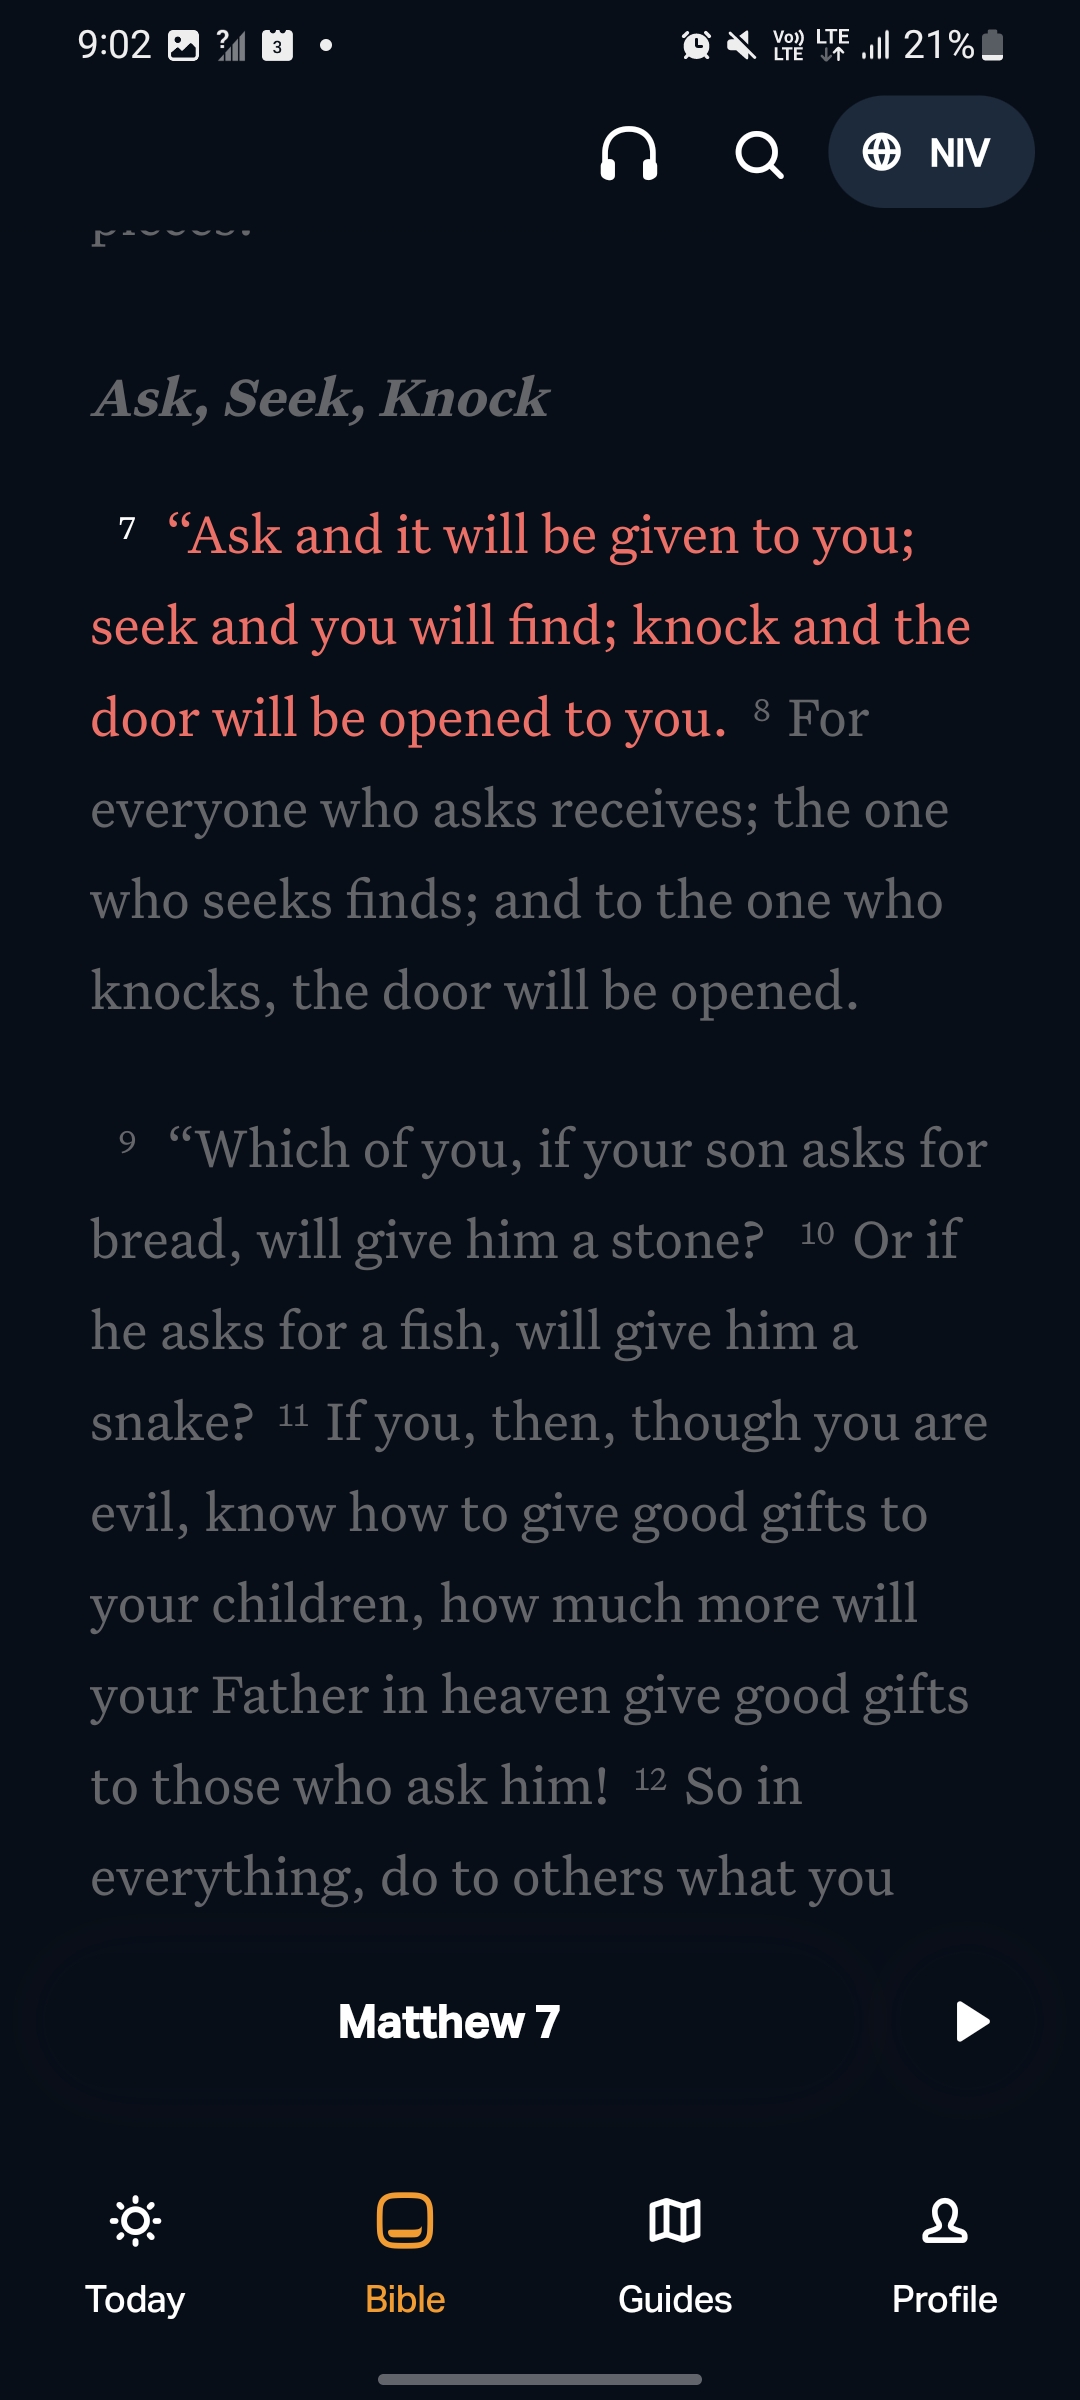 9:02 ? 3 Vo)) LTE LTE 21%
NIV
pieces.
Ask, Seek, Knock
7 “Ask and it will be given to you;
seek and you will find; knock and the
door will be opened to you. 8 For
everyone who asks receives; the one
who seeks finds; and to the one who
knocks, the door will be opened.
9 “Which of you, if your son asks for
bread, will give him a stone? 10 Or if
he asks for a fish, will give him a
snake? 11 If you, then, though you are
evil, know how to give good gifts to
your children, how much more will
your Father in heaven give good gifts
to those who ask him! 12 So in
everything, do to others what you
Matthew 7
Today Bible Guides Profile